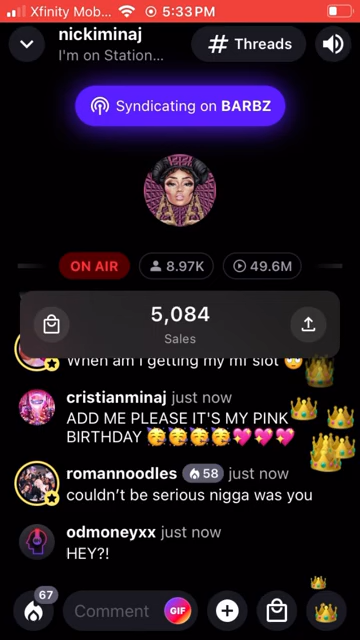 Xfinity Mob... 5:33 PM
nickiminaj
I'm on Station...
# Threads
Syndicating on BARBZ
ON AIR 8.97K 49.6M
5,084
Sales
When am I getting my mf slot 😳
cristianminaj just now
ADD ME PLEASE IT'S MY PINK
BIRTHDAY 🥳🥳🥳🥳💖💖💖
romannoodles 58 just now
couldn't be serious nigga was you
odmoneyxx just now
HEY?!
67
Comment GIF